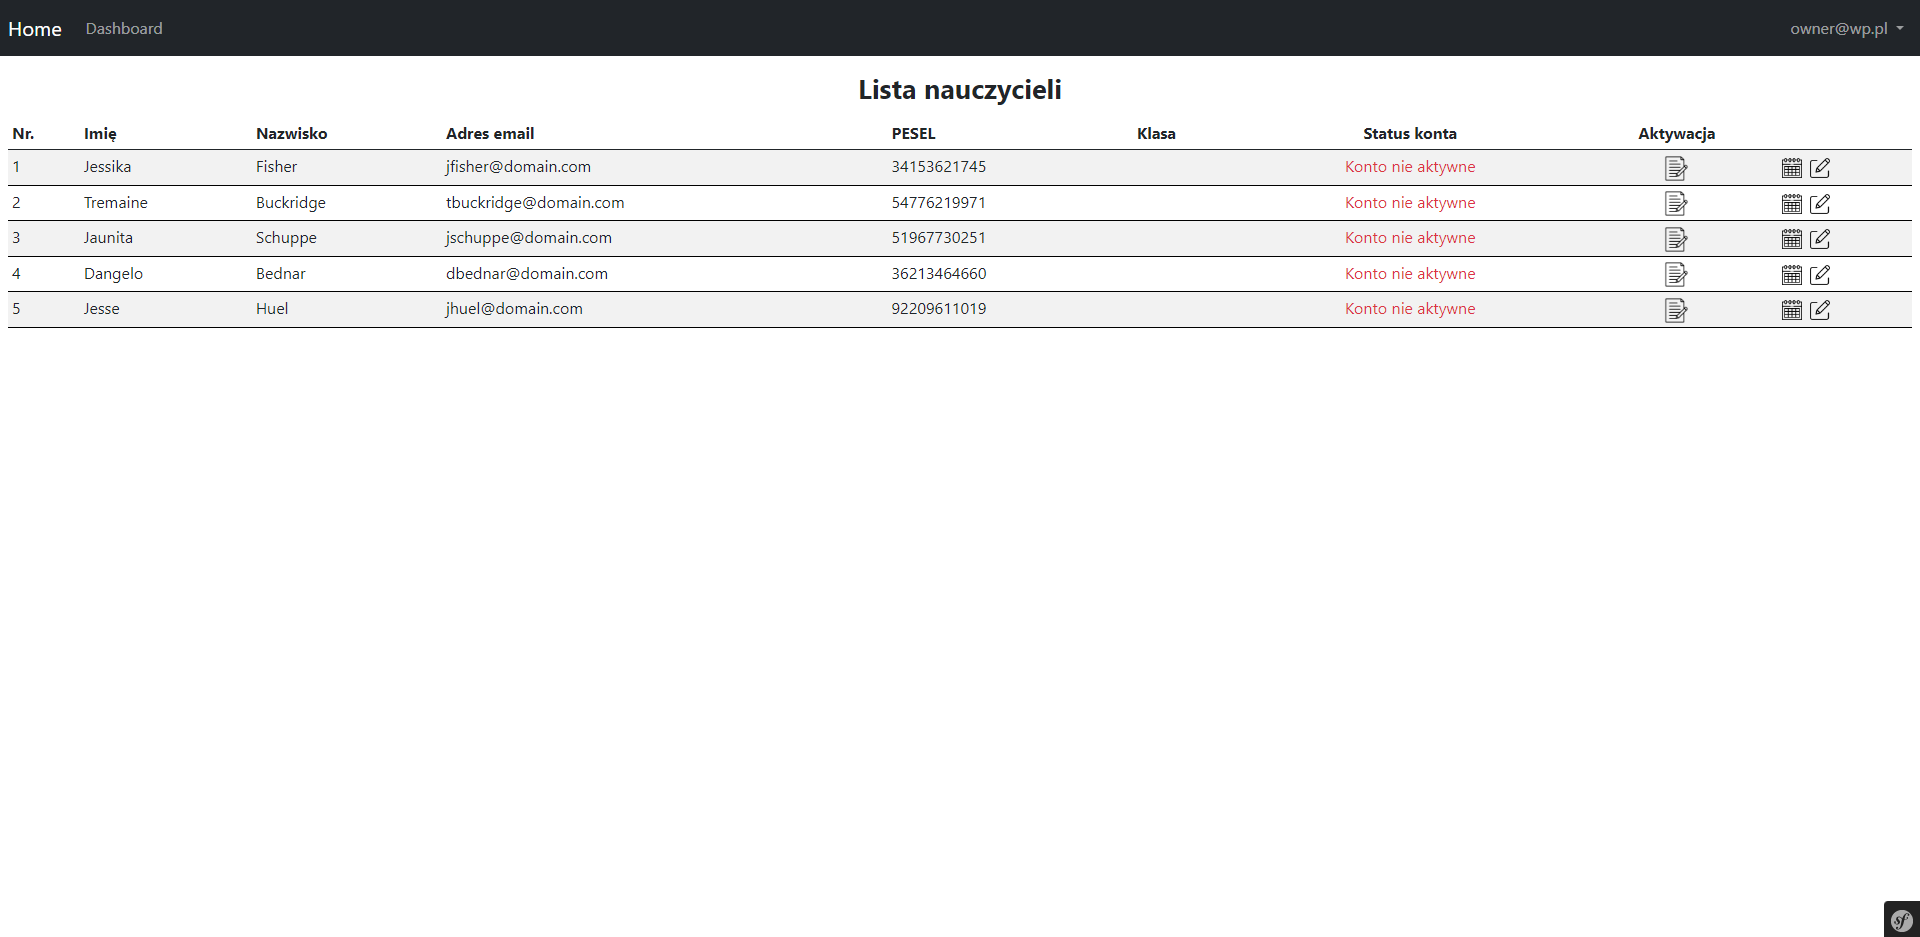 Home Dashboard owner@wp.pl
Lista nauczycieli
Nr. Imię Nazwisko Adres email PESEL Klasa Status konta Aktywacja
1 Jessika Fisher jfisher@domain.com 34153621745 Konto nie aktywne
2 Tremaine Buckridge tbuckridge@domain.com 54776219971 Konto nie aktywne
3 Jaunita Schuppe jschuppe@domain.com 51967730251 Konto nie aktywne
4 Dangelo Bednar dbednar@domain.com 36213464660 Konto nie aktywne
5 Jesse Huel jhuel@domain.com 92209611019 Konto nie aktywne
sf